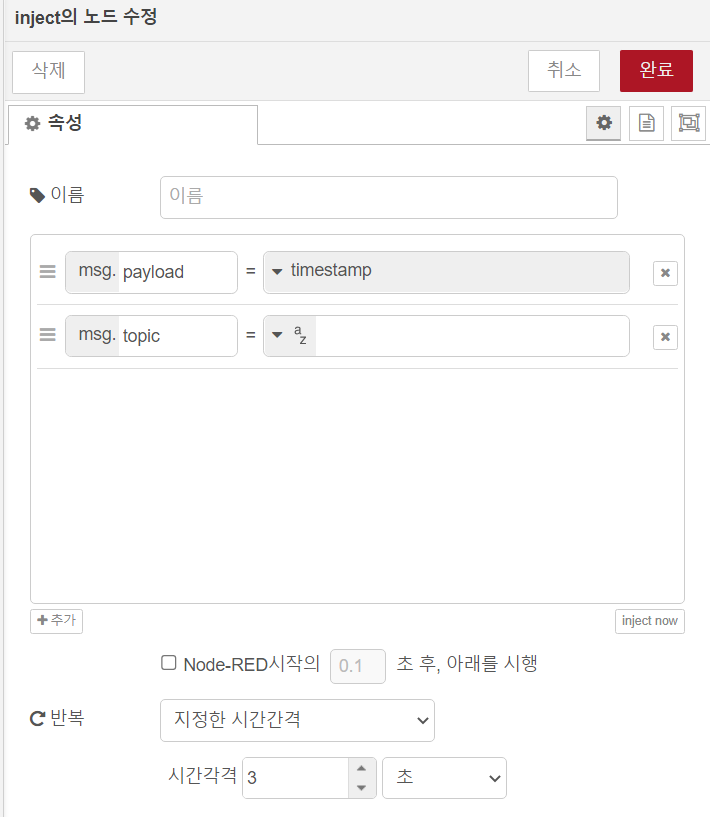 inject의 노드 수정
삭제 취소 완료
속성
이름 이름
msg. payload = timestamp
msg. topic = a z
추가 inject now
Node-RED시작의 0.1 초 후, 아래를 시행
반복 지정한 시간간격
시간각격 3 초